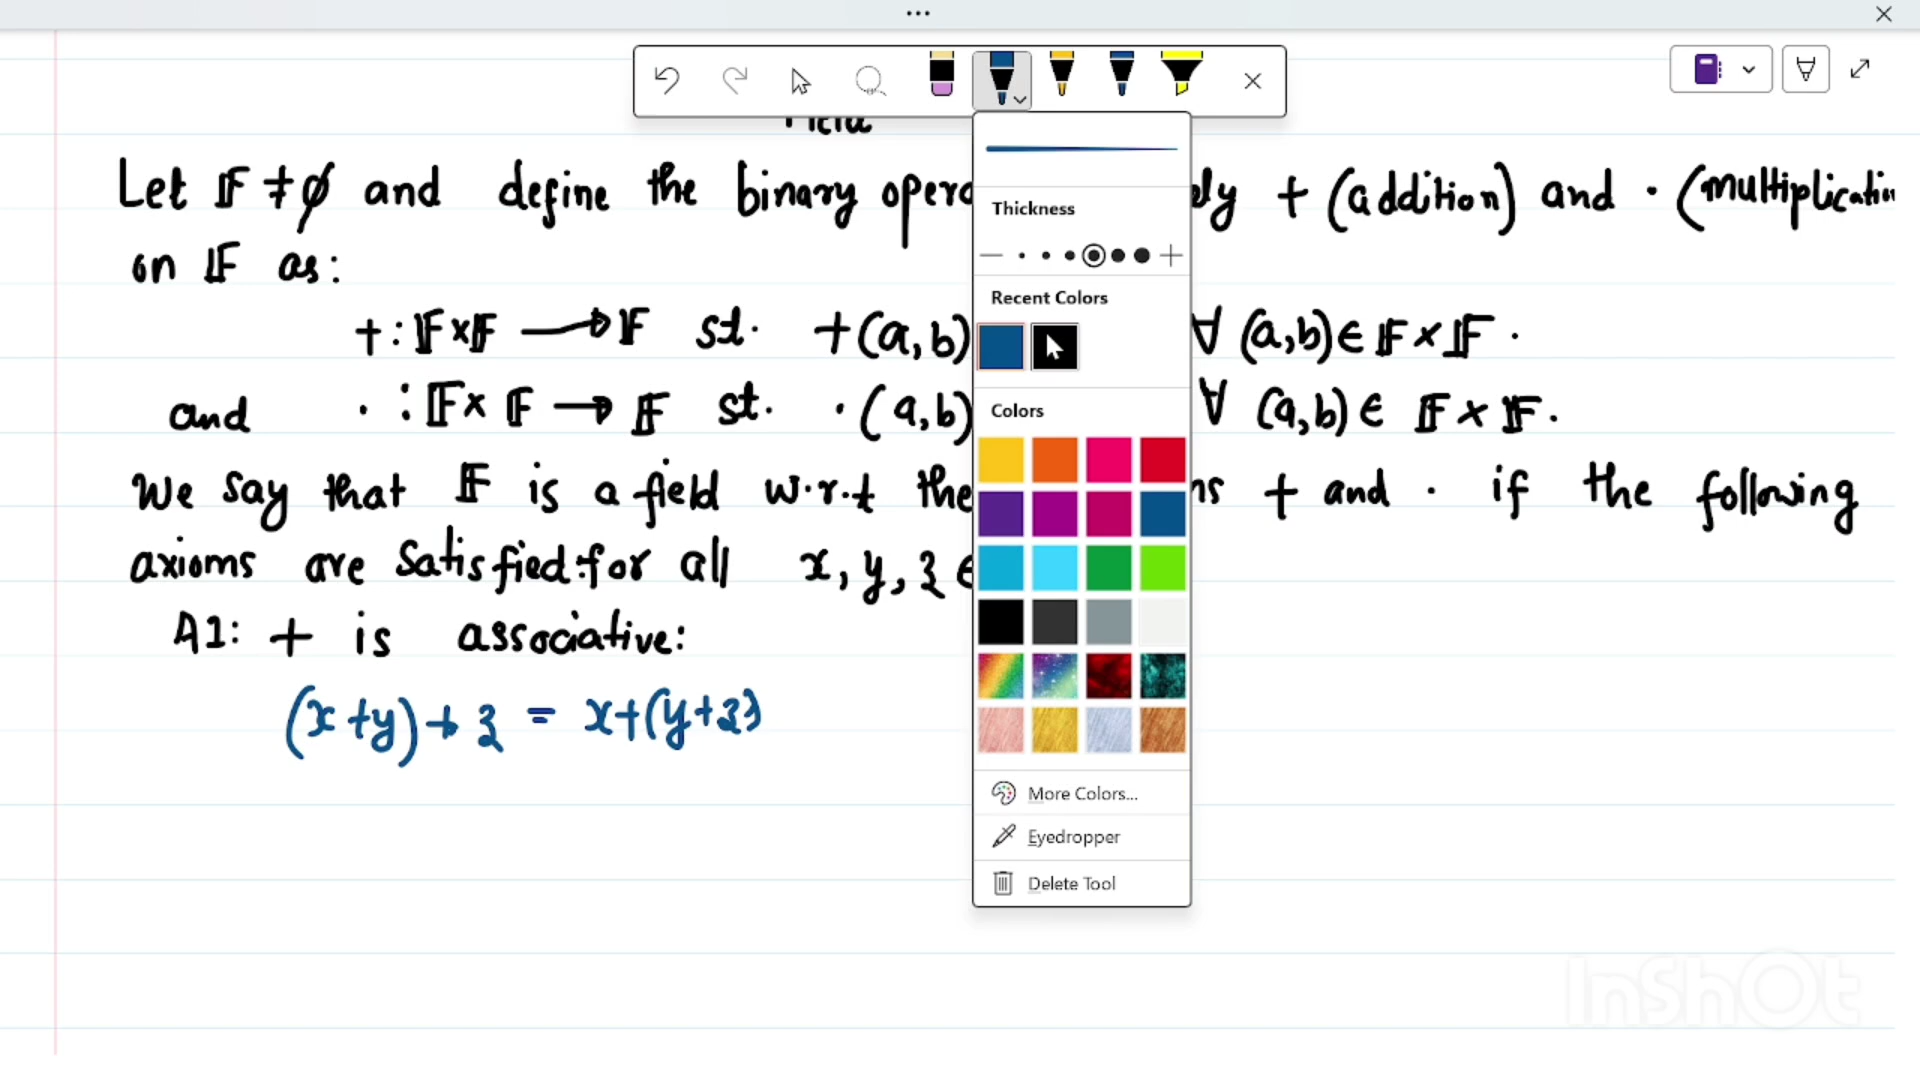 Field
Let 𝔽 ≠ ∅ and define the binary opera ly + (addition) and · (multiplication
on 𝔽 as:
+ : 𝔽×𝔽 ⟶ 𝔽 st. +(a,b) ∀ (a,b) ∈ 𝔽×𝔽.
and · : 𝔽×𝔽 → 𝔽 st. ·(a,b) ∀ (a,b) ∈ 𝔽×𝔽.
We say that 𝔽 is a field w.r.t the ns + and · if the following
axioms are satisfied: for all x, y, z ∈
A1: + is associative:
(x+y)+z = x+(y+z)
Thickness
Recent Colors
Colors
More Colors...
Eyedropper
Delete Tool
InShOt